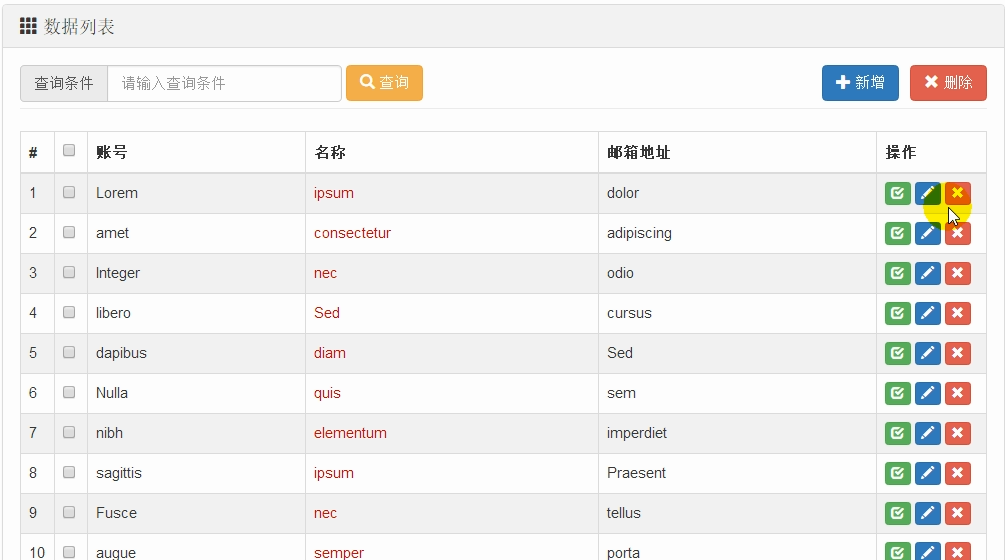 数据列表
查询条件 请输入查询条件 查询 新增 删除
# 账号 名称 邮箱地址 操作
1 Lorem ipsum dolor
2 amet consectetur adipiscing
3 Integer nec odio
4 libero Sed cursus
5 dapibus diam Sed
6 Nulla quis sem
7 nibh elementum imperdiet
8 sagittis ipsum Praesent
9 Fusce nec tellus
10 augue semper porta